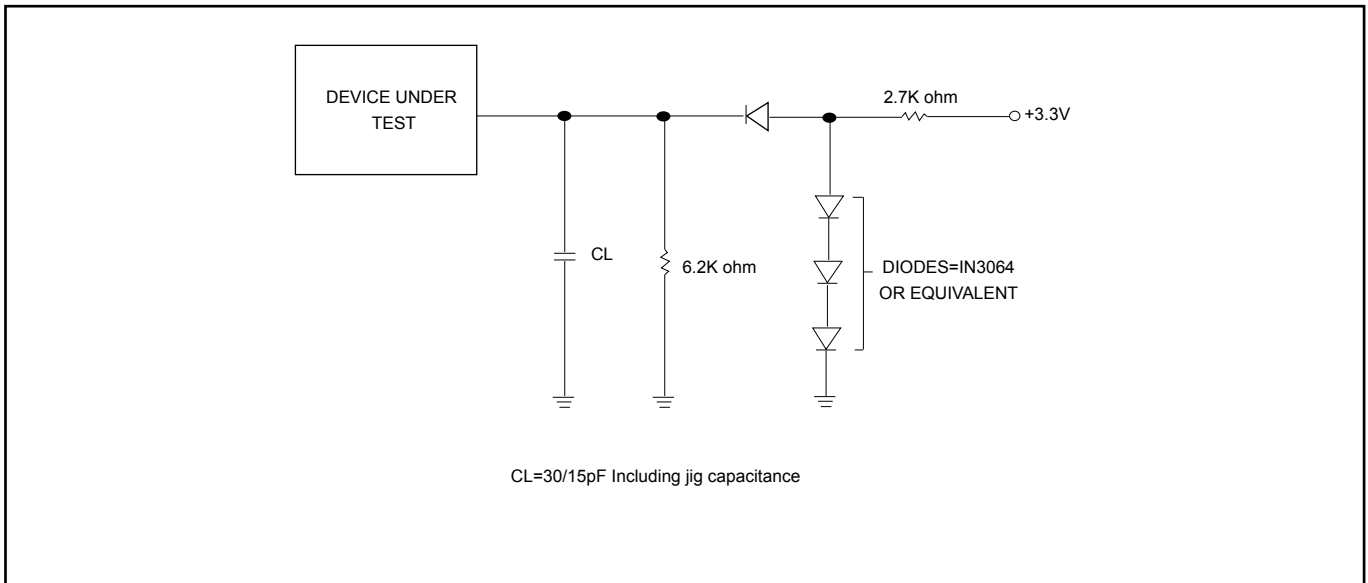 DEVICE UNDER
TEST
2.7K ohm
+3.3V
CL
6.2K ohm
DIODES=IN3064
OR EQUIVALENT
CL=30/15pF Including jig capacitance